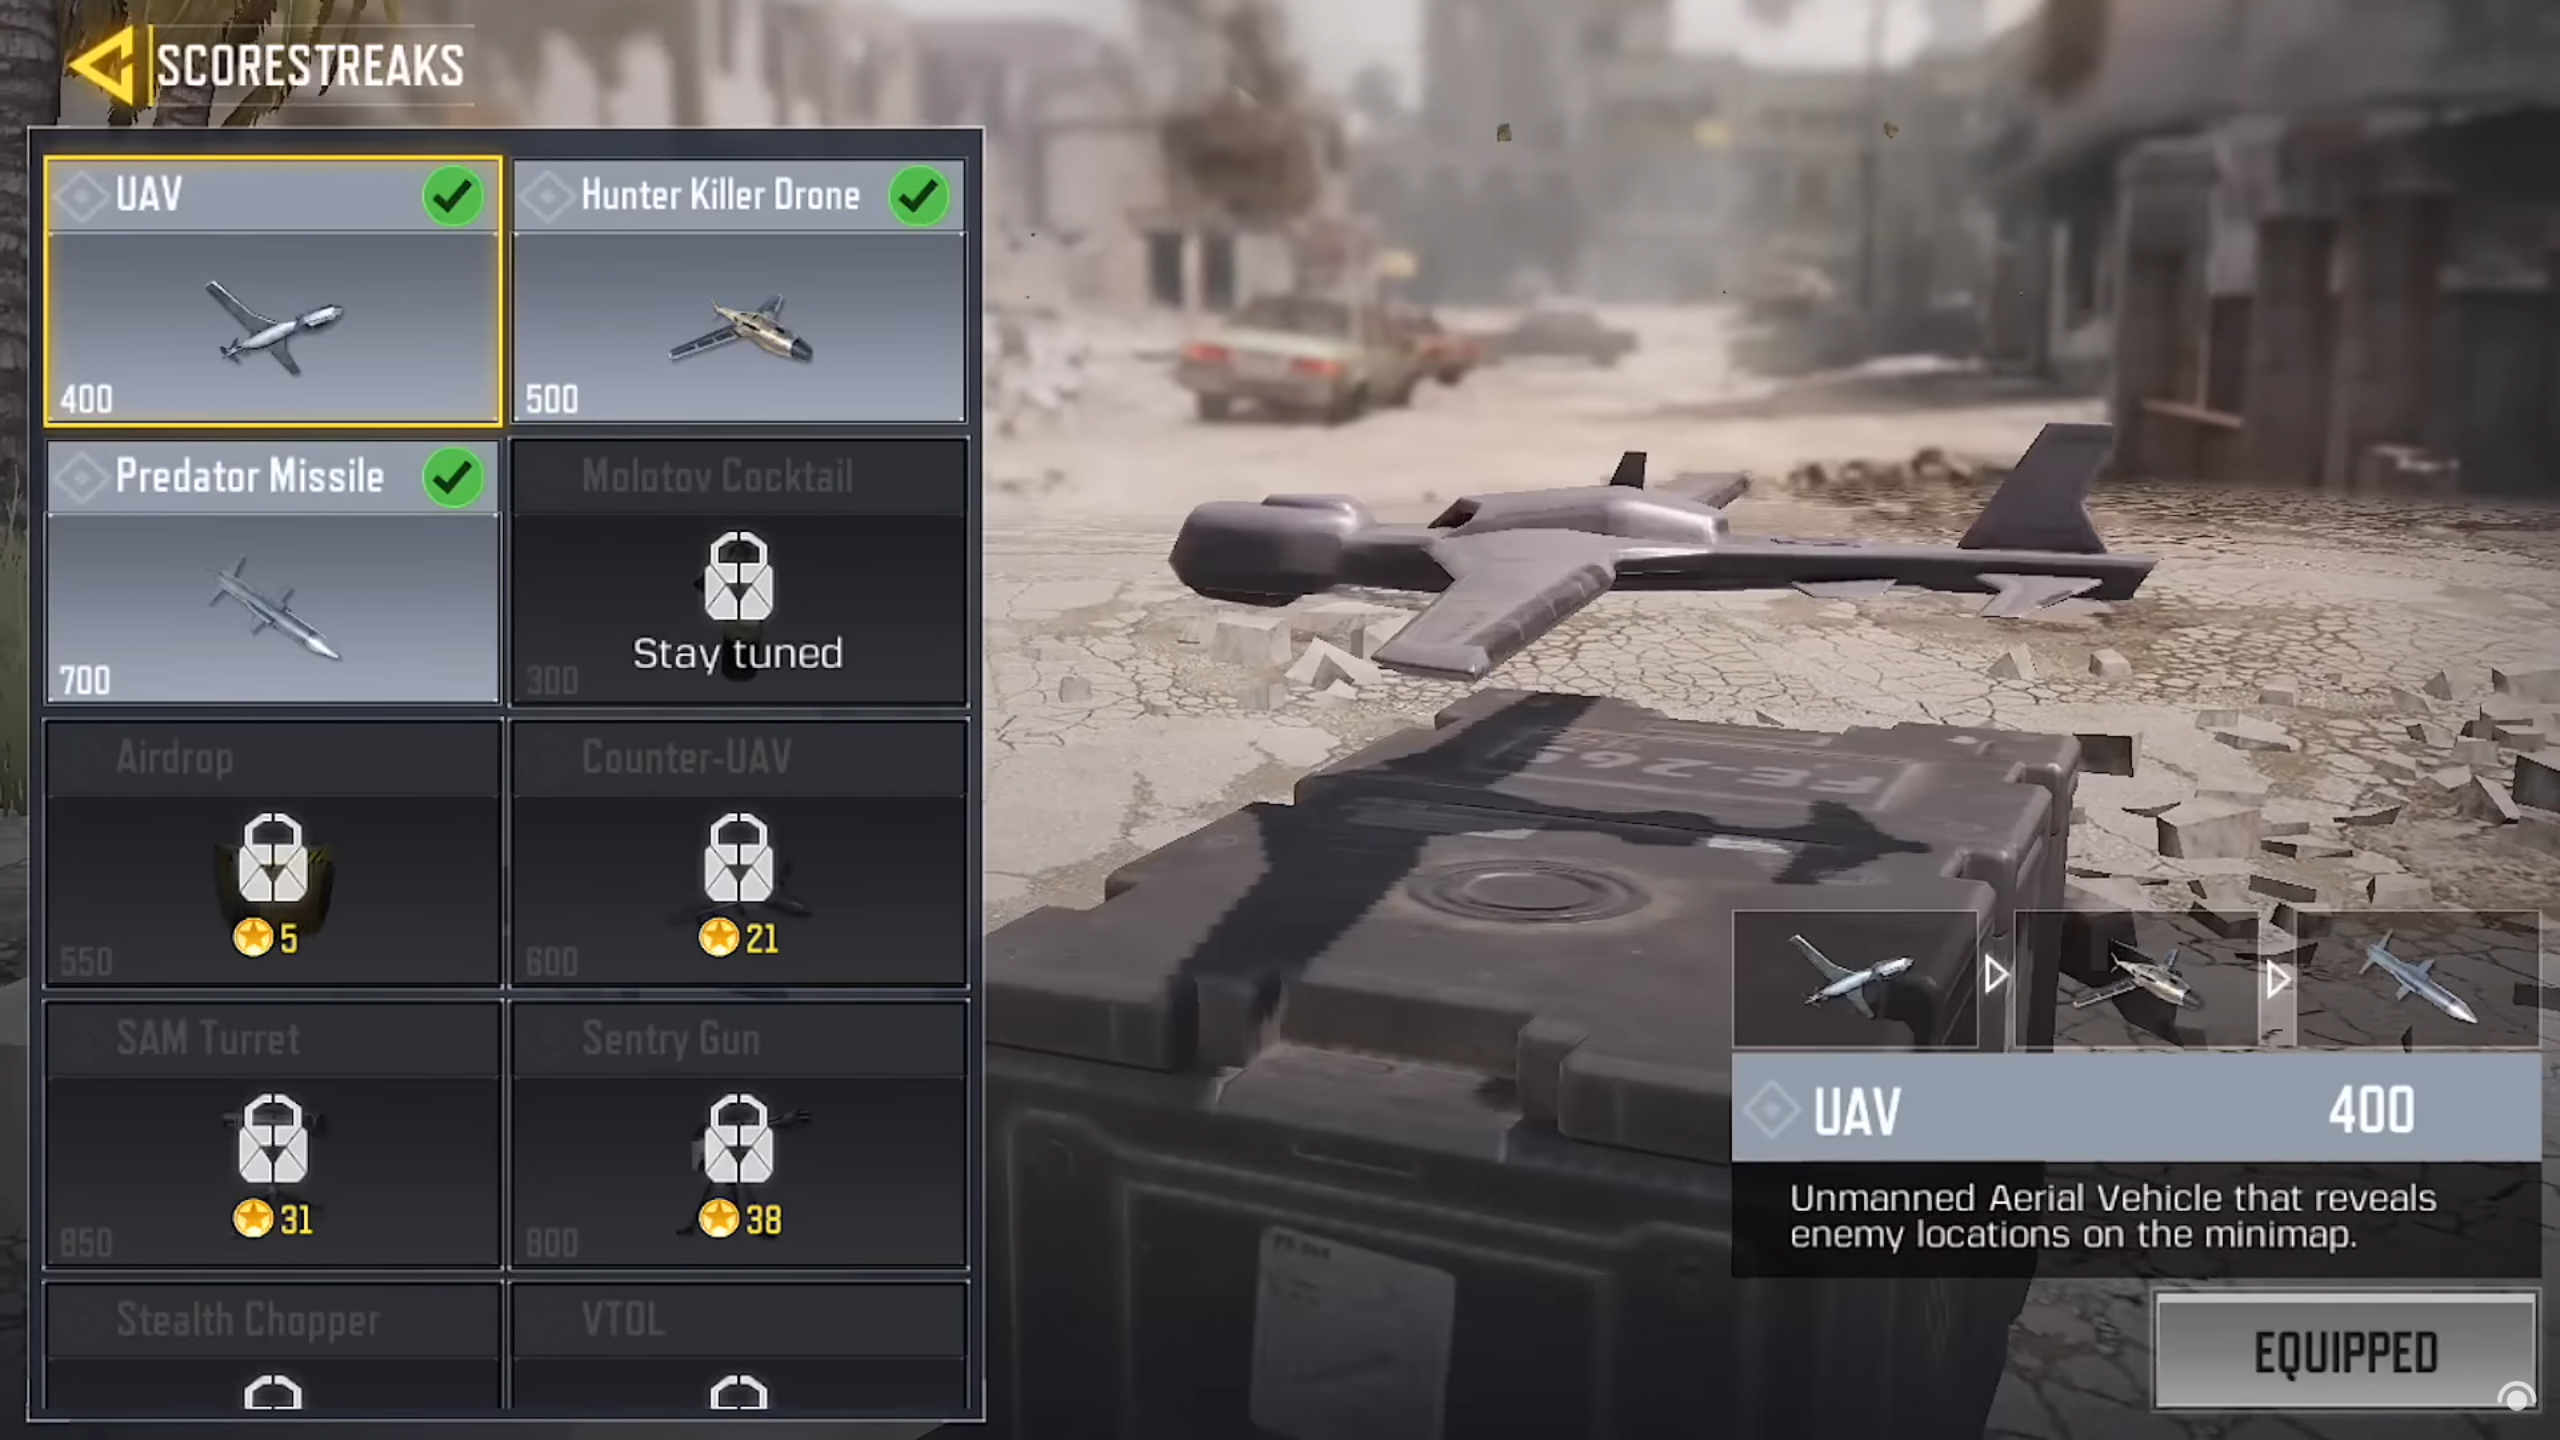 SCORESTREAKS
UAV
400
Hunter Killer Drone
500
Predator Missile
700
Molotov Cocktail
Stay tuned
300
Airdrop
5
550
Counter-UAV
21
600
SAM Turret
31
850
Sentry Gun
38
800
Stealth Chopper
VTOL
UAV 400
Unmanned Aerial Vehicle that reveals
enemy locations on the minimap.
EQUIPPED